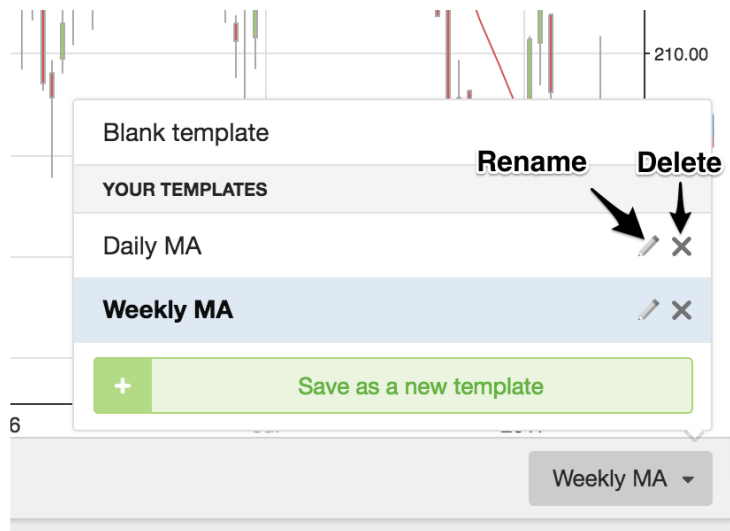 210.00
Blank template
Rename
Delete
YOUR TEMPLATES
Daily MA
Weekly MA
+ Save as a new template
6
Weekly MA